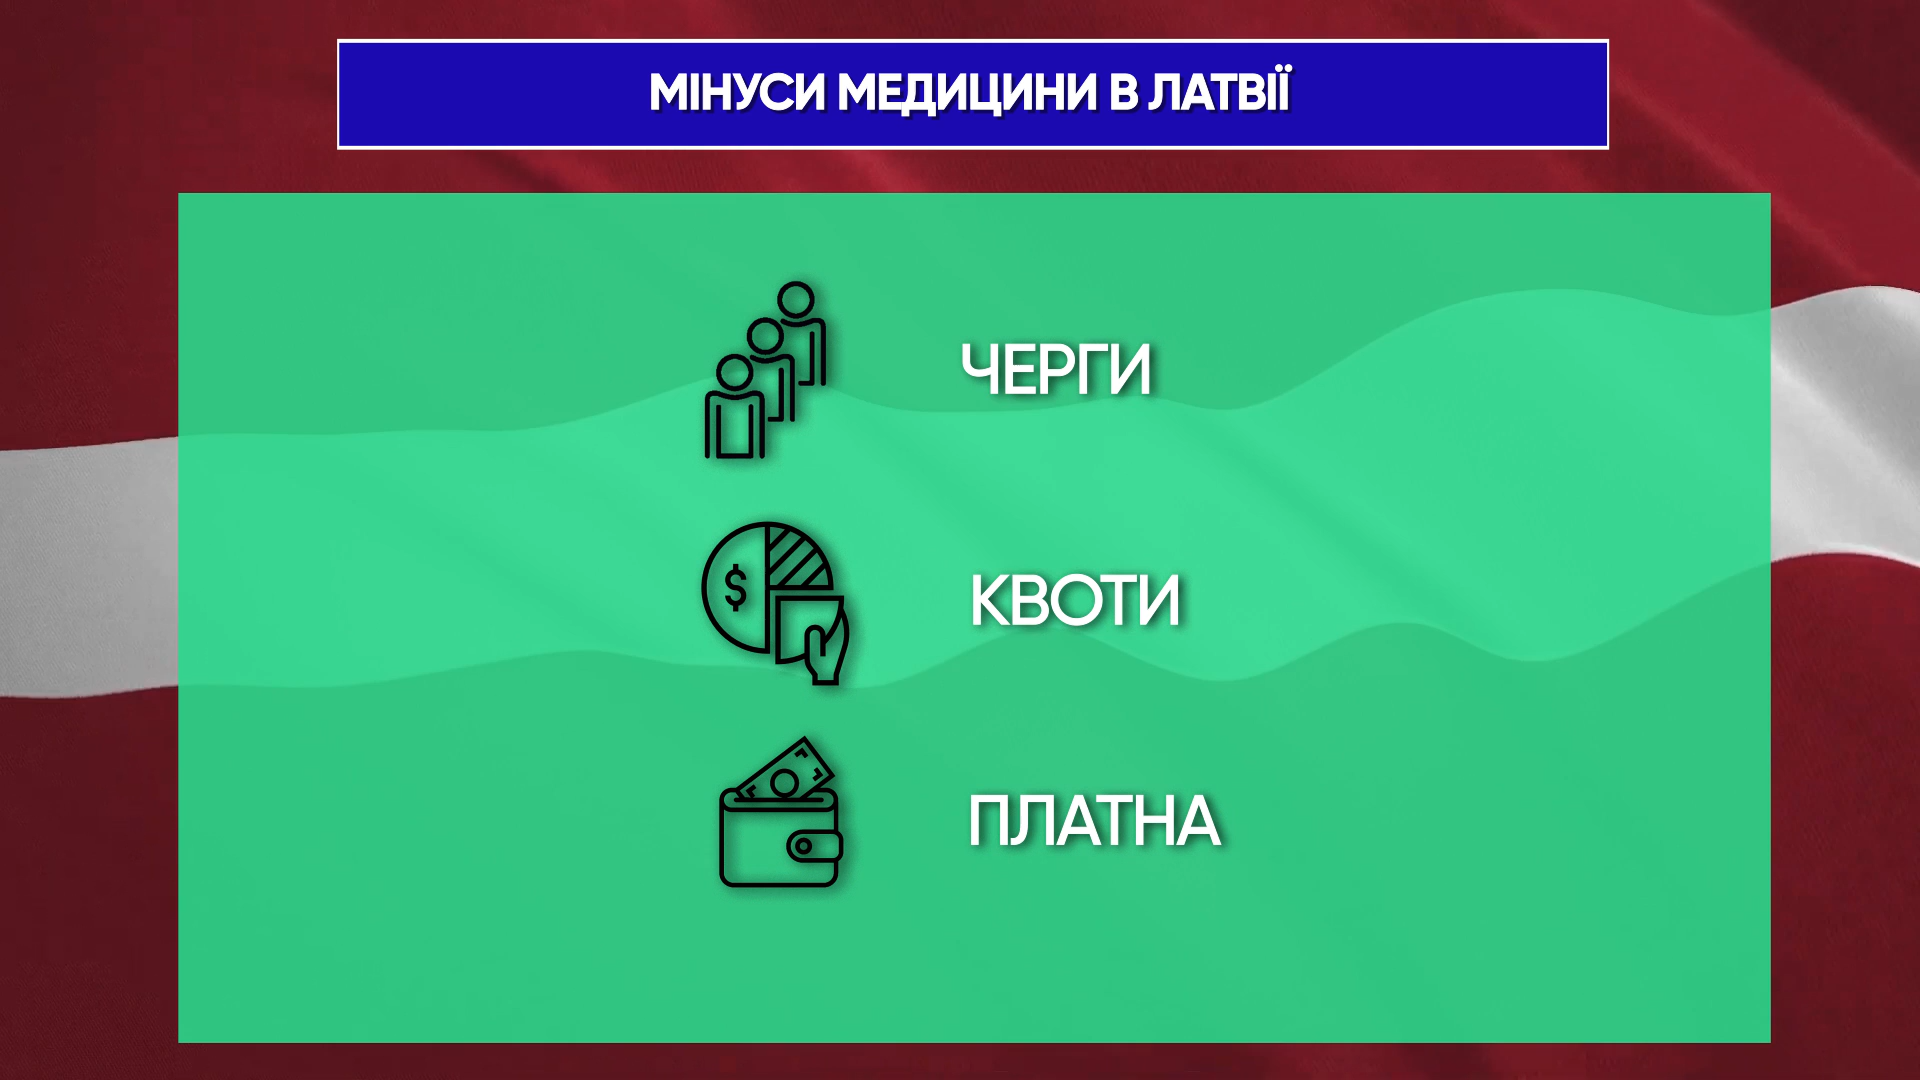 МІНУСИ МЕДИЦИНИ В ЛАТВІЇ
ЧЕРГИ
$
КВОТИ
ПЛАТНА